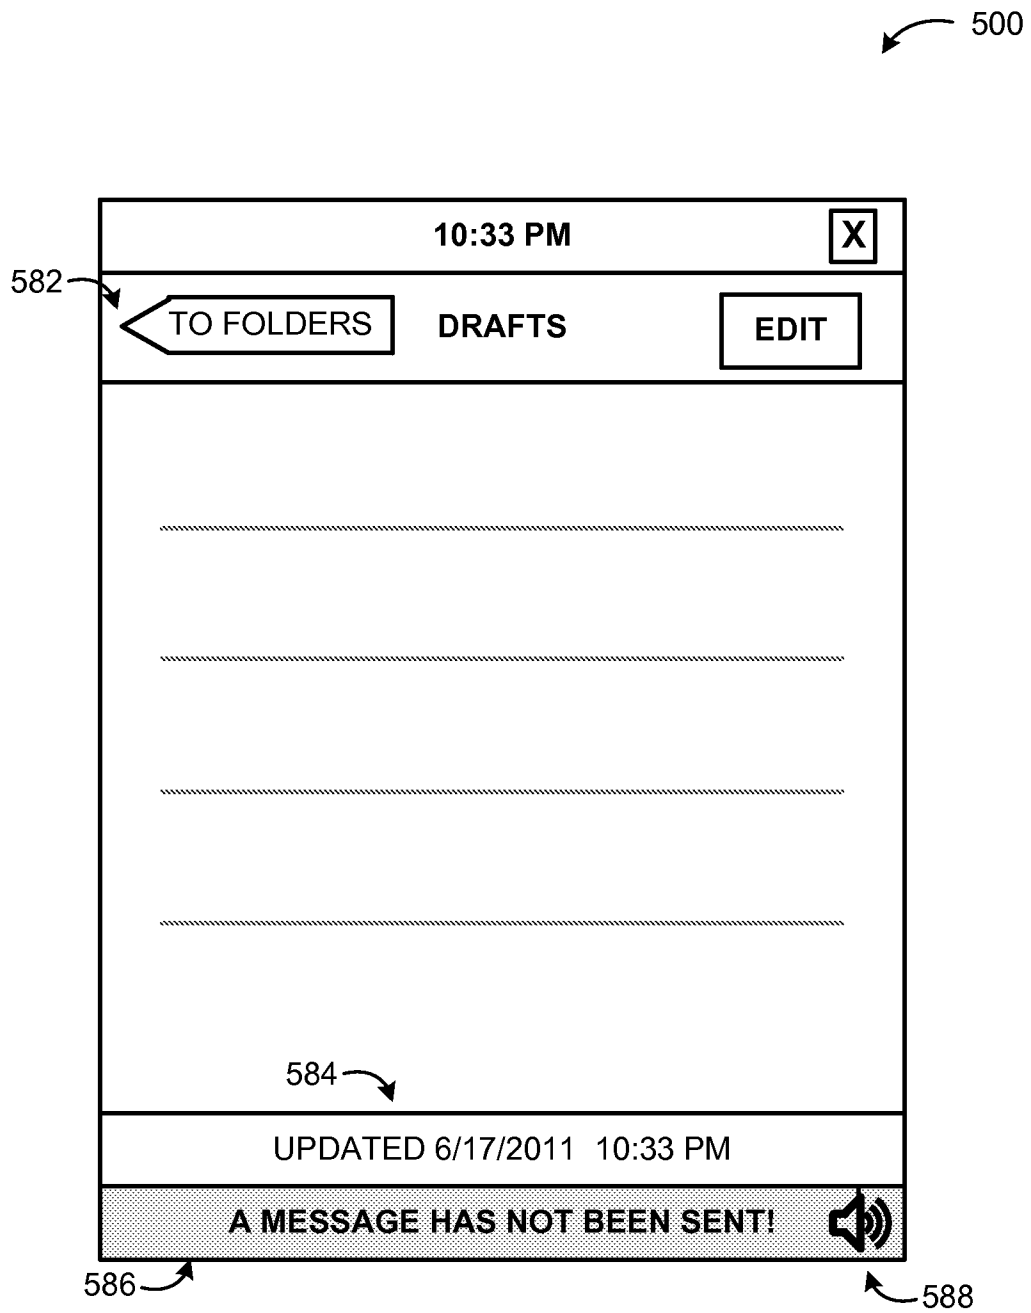 500
10:33 PM X
582
TO FOLDERS DRAFTS EDIT
584
UPDATED 6/17/2011 10:33 PM
A MESSAGE HAS NOT BEEN SENT!
586
588